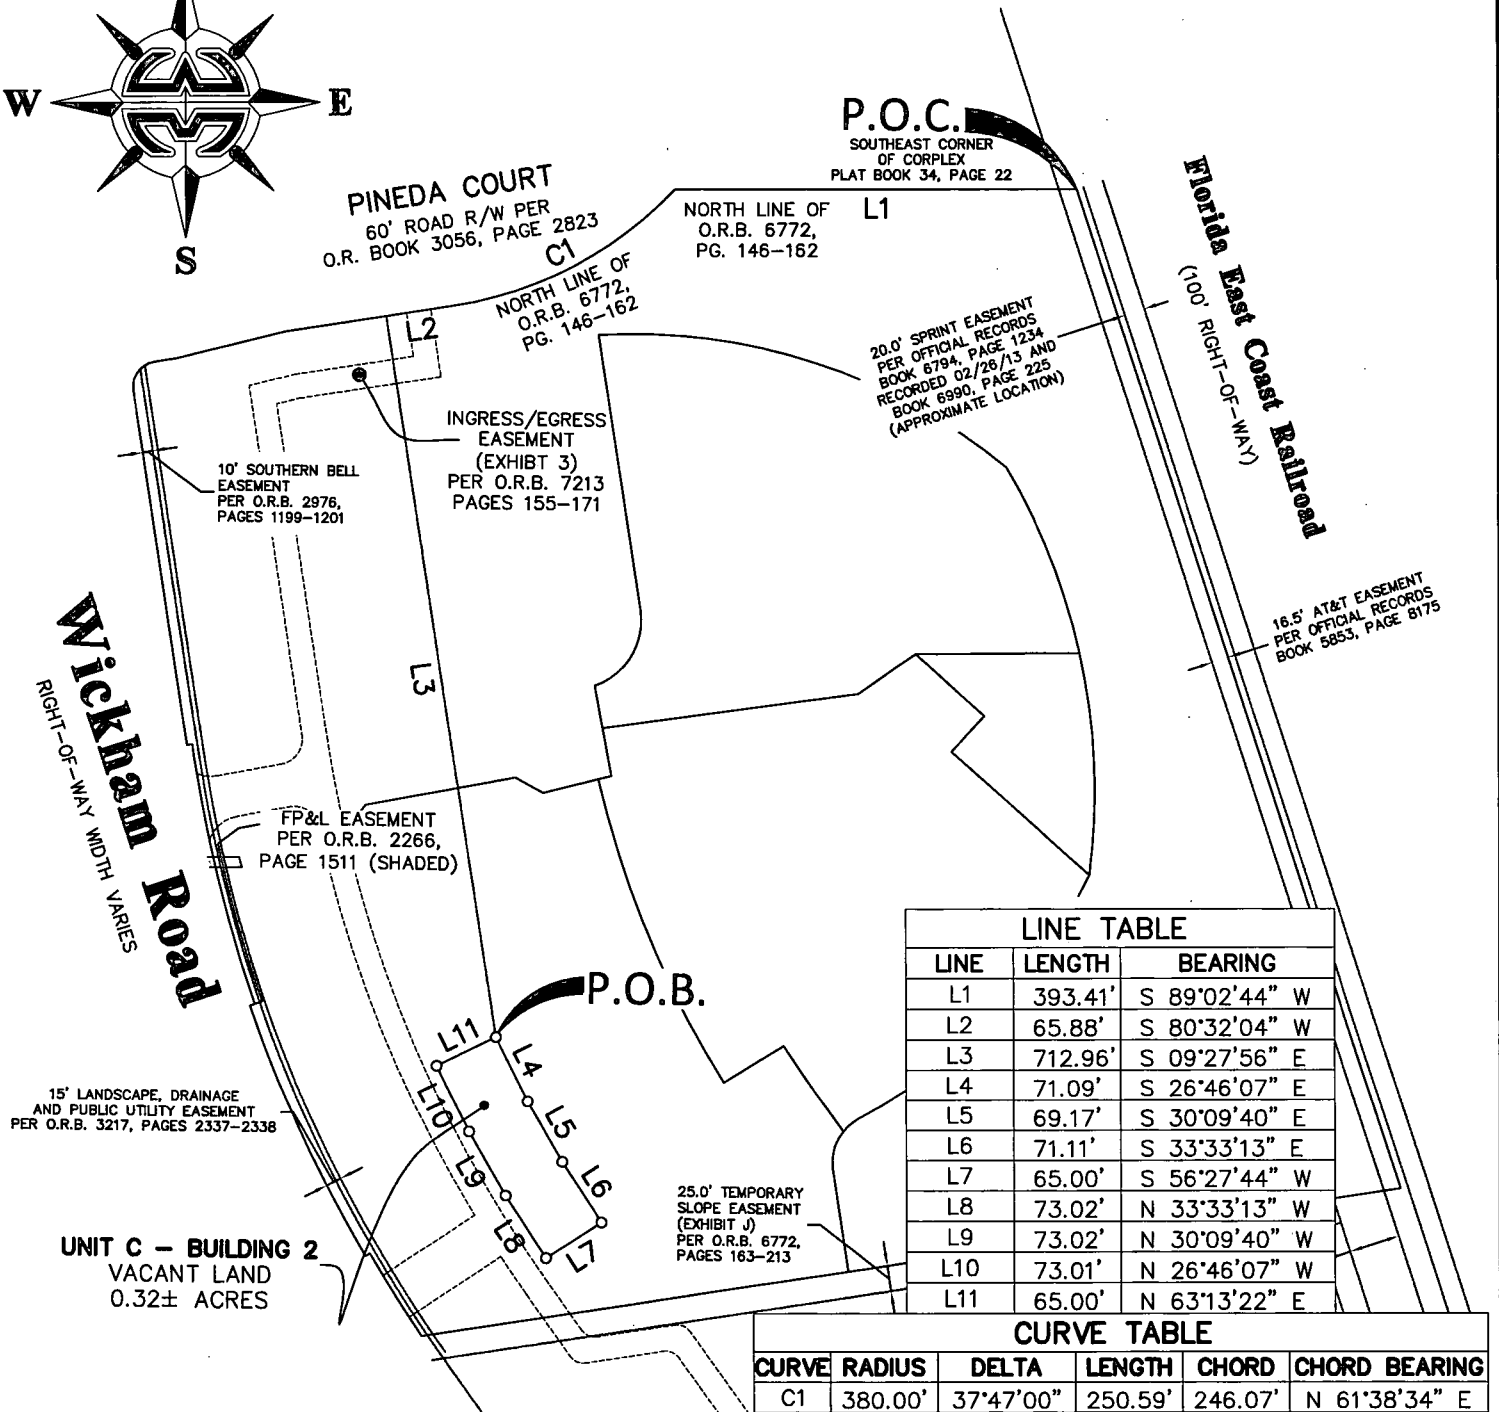 W
E
S
P.O.C.
SOUTHEAST CORNER
OF CORPLEX
PLAT BOOK 34, PAGE 22
PINEDA COURT
60' ROAD R/W PER
O.R. BOOK 3056, PAGE 2823
C1
NORTH LINE OF
O.R.B. 6772,
PG. 146-162
NORTH LINE OF
O.R.B. 6772,
PG. 146-162
L1
Florida East Coast Railroad
(100' RIGHT-OF-WAY)
20.0' SPRINT EASEMENT
PER OFFICIAL RECORDS
BOOK 6794, PAGE 1234
RECORDED 02/26/13 AND
BOOK 6990, PAGE 225
(APPROXIMATE LOCATION)
L2
INGRESS/EGRESS
EASEMENT
(EXHIBT 3)
PER O.R.B. 7213
PAGES 155-171
10' SOUTHERN BELL
EASEMENT
PER O.R.B. 2976,
PAGES 1199-1201
16.5' AT&T EASEMENT
PER OFFICIAL RECORDS
BOOK 5853, PAGE 8175
L3
Wickham Road
RIGHT-OF-WAY WIDTH VARIES
FP&L EASEMENT
PER O.R.B. 2266,
PAGE 1511 (SHADED)
P.O.B.
L11
L4
L10
L5
L9
L6
L8
L7
15' LANDSCAPE, DRAINAGE
AND PUBLIC UTILITY EASEMENT
PER O.R.B. 3217, PAGES 2337-2338
UNIT C - BUILDING 2
VACANT LAND
0.32± ACRES
25.0' TEMPORARY
SLOPE EASEMENT
(EXHIBIT J)
PER O.R.B. 6772,
PAGES 163-213
LINE TABLE
LINE LENGTH BEARING
L1 393.41' S 89°02'44" W
L2 65.88' S 80°32'04" W
L3 712.96' S 09°27'56" E
L4 71.09' S 26°46'07" E
L5 69.17' S 30°09'40" E
L6 71.11' S 33°33'13" E
L7 65.00' S 56°27'44" W
L8 73.02' N 33°33'13" W
L9 73.02' N 30°09'40" W
L10 73.01' N 26°46'07" W
L11 65.00' N 63°13'22" E
CURVE TABLE
CURVE RADIUS DELTA LENGTH CHORD CHORD BEARING
C1 380.00' 37°47'00" 250.59' 246.07' N 61°38'34" E